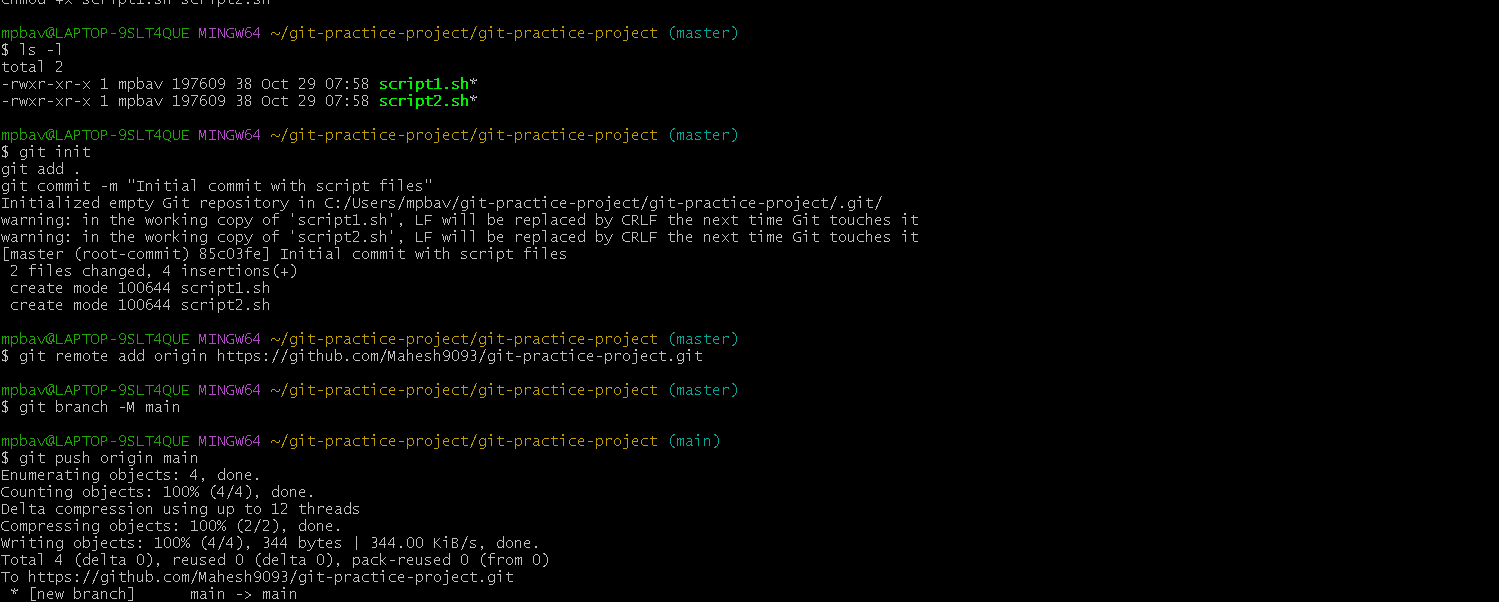 chmod +x script1.sh script2.sh
mpbav@LAPTOP-9SLT4QUE MINGW64 ~/git-practice-project/git-practice-project (master)
$ ls -l
total 2
-rwxr-xr-x 1 mpbav 197609 38 Oct 29 07:58 script1.sh*
-rwxr-xr-x 1 mpbav 197609 38 Oct 29 07:58 script2.sh*
mpbav@LAPTOP-9SLT4QUE MINGW64 ~/git-practice-project/git-practice-project (master)
$ git init
git add .
git commit -m "Initial commit with script files"
Initialized empty Git repository in C:/Users/mpbav/git-practice-project/git-practice-project/.git/
warning: in the working copy of 'script1.sh', LF will be replaced by CRLF the next time Git touches it
warning: in the working copy of 'script2.sh', LF will be replaced by CRLF the next time Git touches it
[master (root-commit) 85c03fe] Initial commit with script files
 2 files changed, 4 insertions(+)
 create mode 100644 script1.sh
 create mode 100644 script2.sh
mpbav@LAPTOP-9SLT4QUE MINGW64 ~/git-practice-project/git-practice-project (master)
$ git remote add origin https://github.com/Mahesh9093/git-practice-project.git
mpbav@LAPTOP-9SLT4QUE MINGW64 ~/git-practice-project/git-practice-project (master)
$ git branch -M main
mpbav@LAPTOP-9SLT4QUE MINGW64 ~/git-practice-project/git-practice-project (main)
$ git push origin main
Enumerating objects: 4, done.
Counting objects: 100% (4/4), done.
Delta compression using up to 12 threads
Compressing objects: 100% (2/2), done.
Writing objects: 100% (4/4), 344 bytes | 344.00 KiB/s, done.
Total 4 (delta 0), reused 0 (delta 0), pack-reused 0 (from 0)
To https://github.com/Mahesh9093/git-practice-project.git
 * [new branch]      main -> main